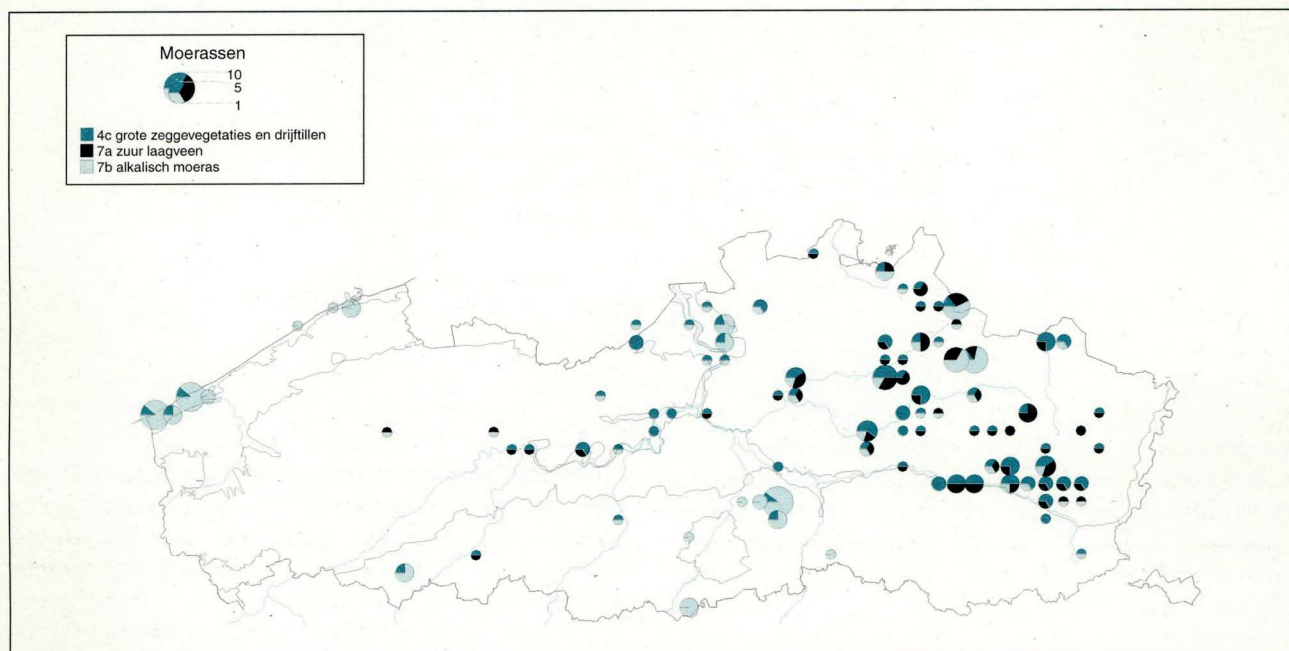 Moerassen
10
5
1
4c grote zeggevegetaties en drijftillen
7a zuur laagveen
7b alkalisch moeras